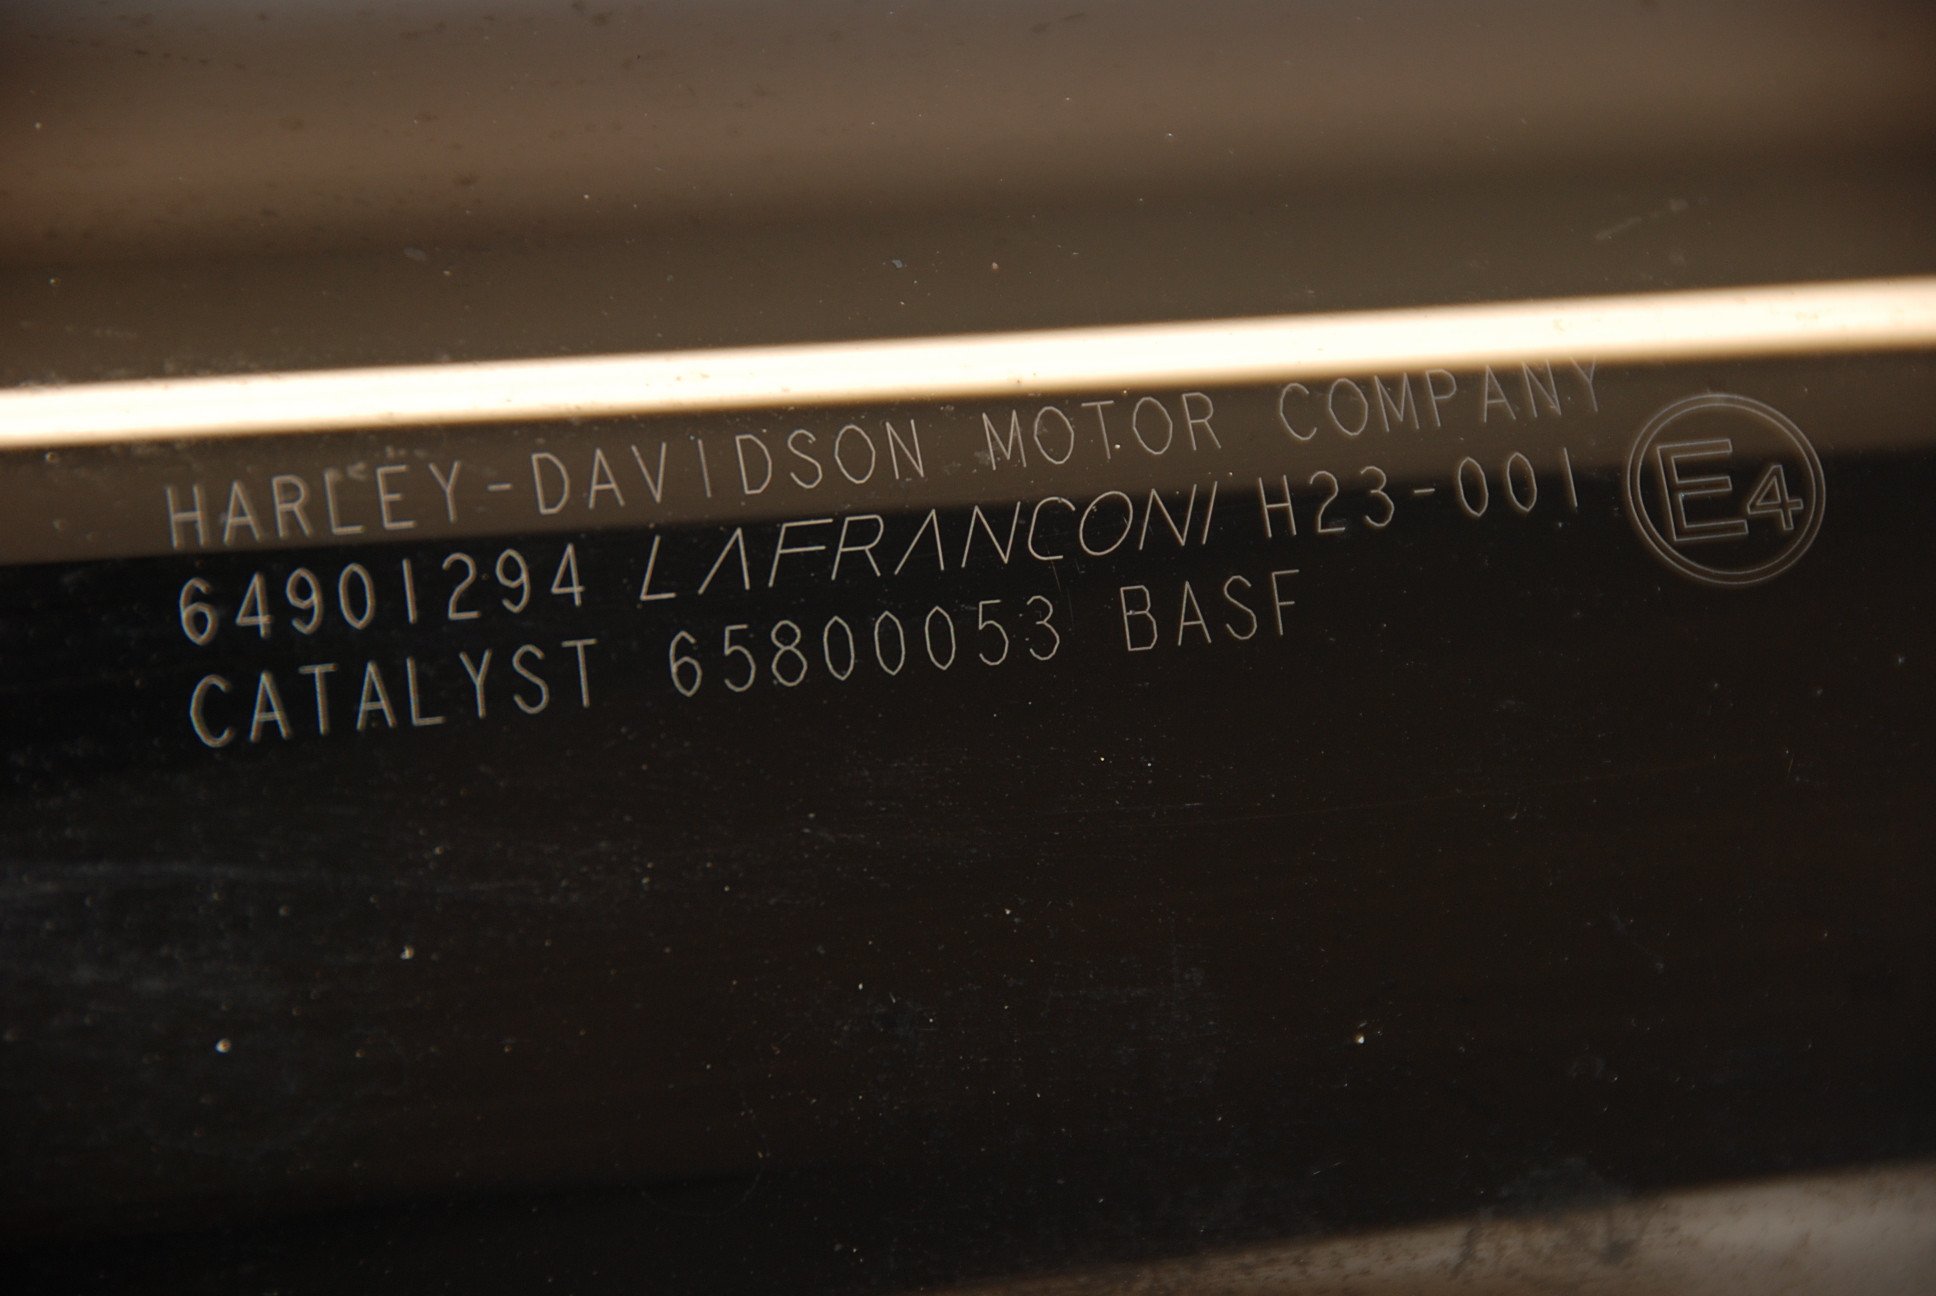 HARLEY-DAVIDSON MOTOR COMPANY
64901294 LAFRANCONI H23-001 E4
CATALYST 65800053 BASF